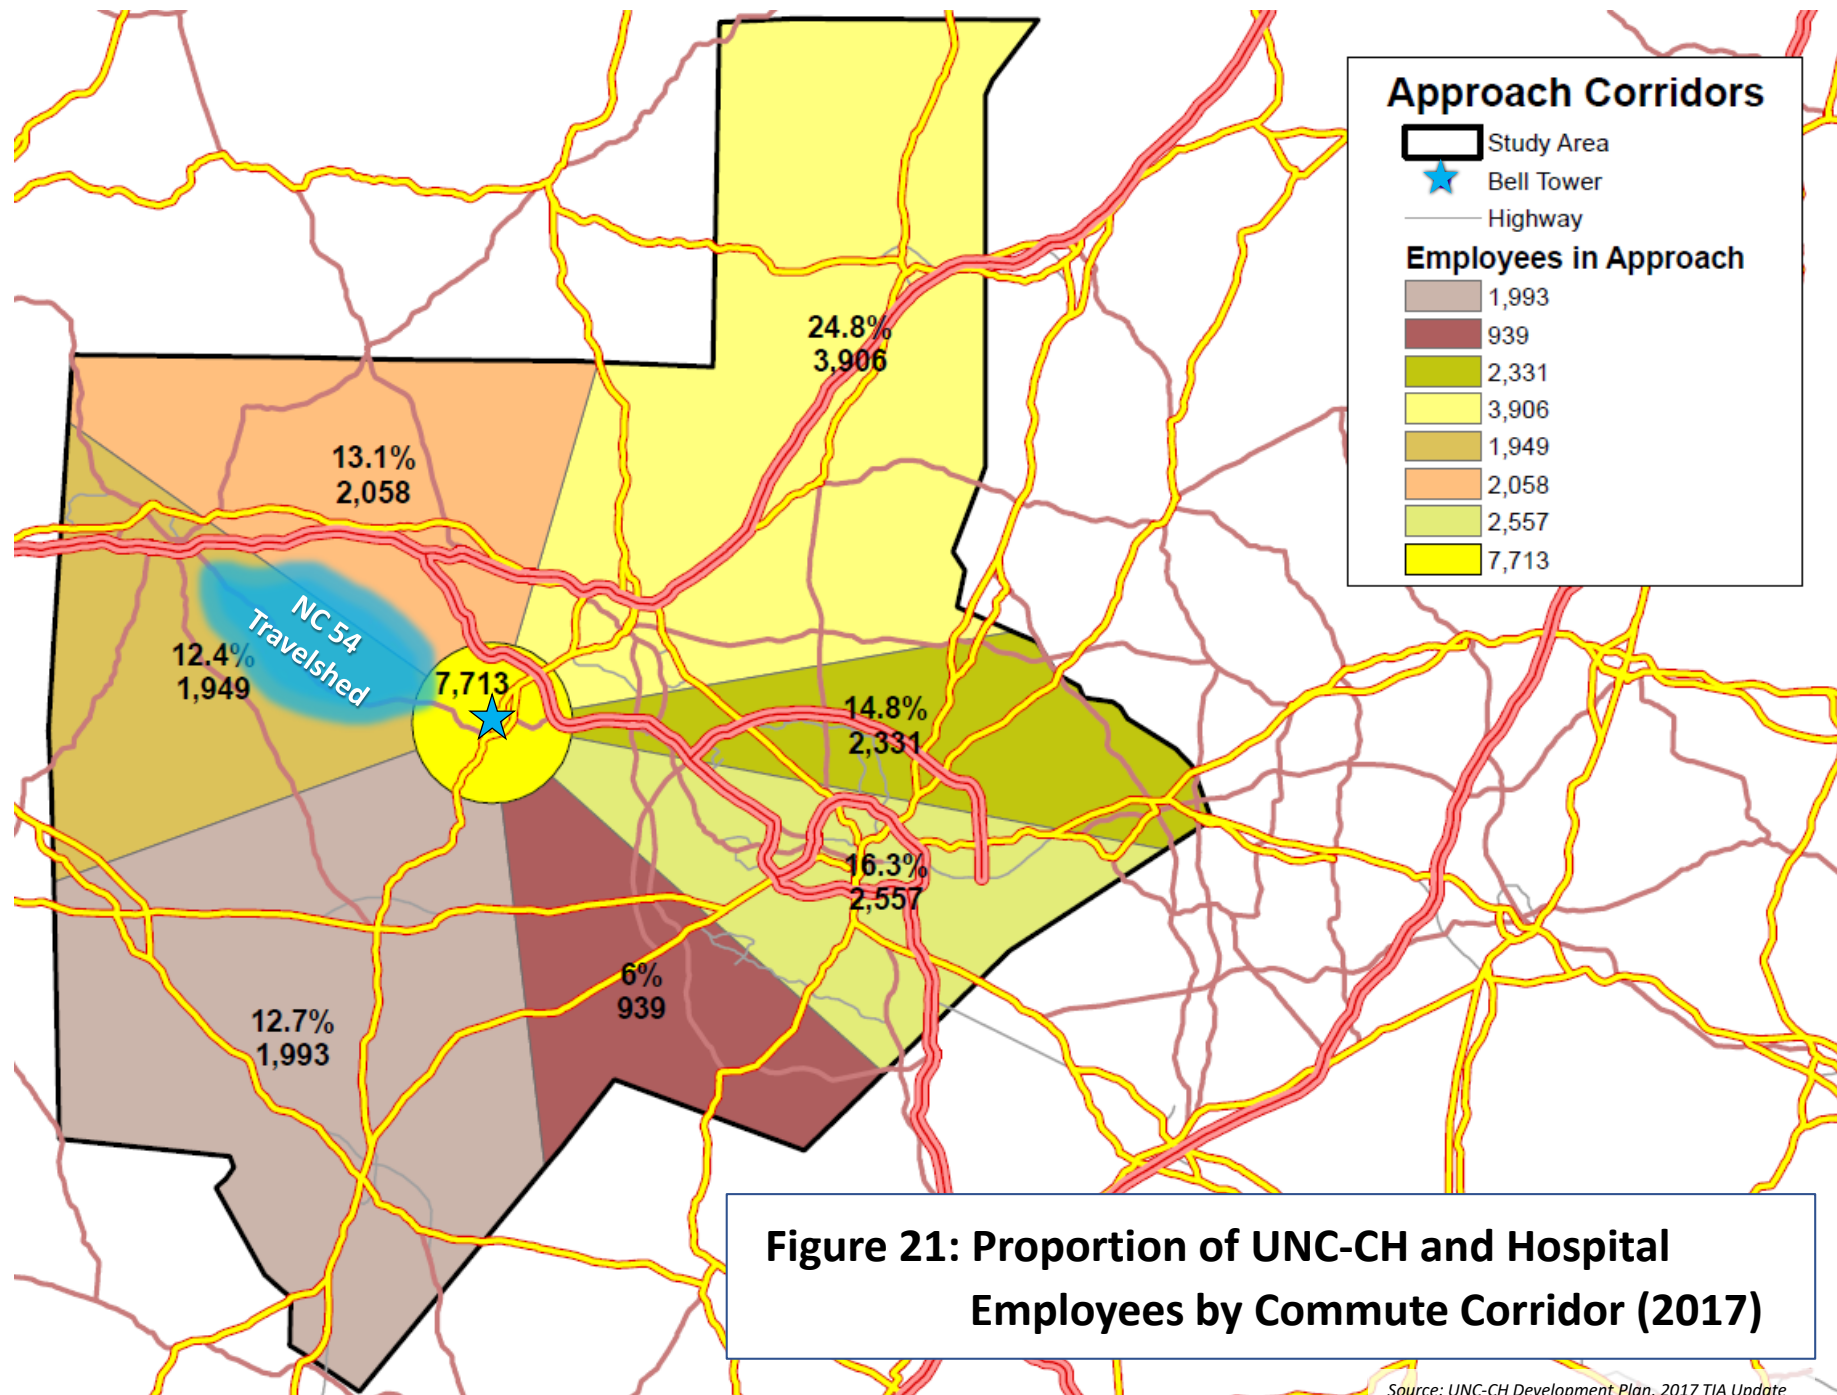 Approach Corridors
Study Area
Bell Tower
Highway
Employees in Approach
1,993
939
2,331
3,906
1,949
2,058
2,557
7,713
24.8%
3,906
13.1%
2,058
NC 54
Travelshed
12.4%
1,949
7,713
14.8%
2,331
16.3%
2,557
6%
939
12.7%
1,993
Figure 21: Proportion of UNC-CH and Hospital
Employees by Commute Corridor (2017)
Source: UNC-CH Development Plan, 2017 TIA Update